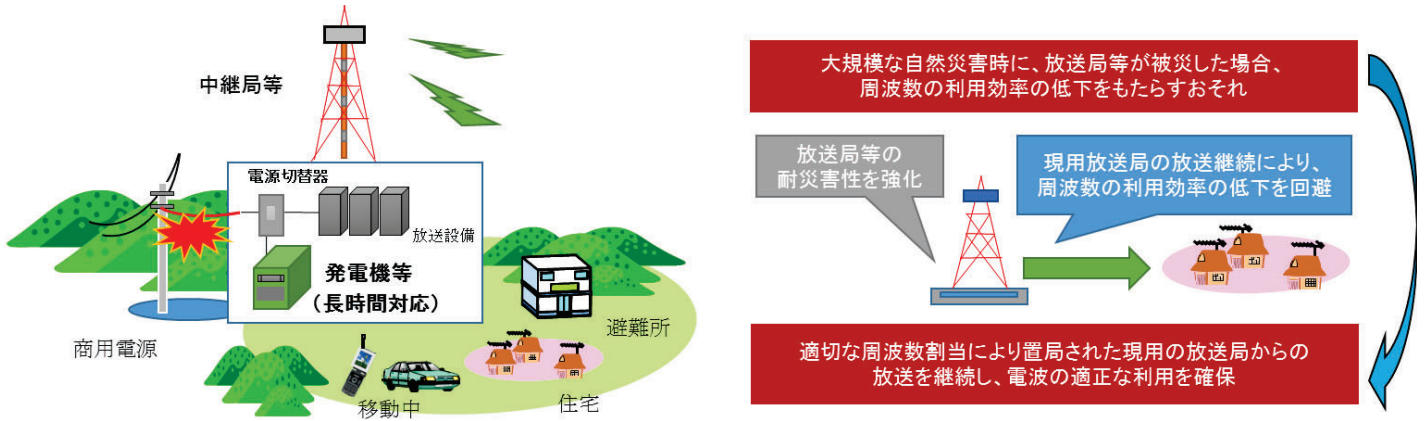 中継局等
電源切替器
放送設備
発電機等
（長時間対応）
商用電源
避難所
移動中
住宅
大規模な自然災害時に、放送局等が被災した場合、
周波数の利用効率の低下をもたらすおそれ
放送局等の
耐災害性を強化
現用放送局の放送継続により、
周波数の利用効率の低下を回避
適切な周波数割当により置局された現用の放送局からの
放送を継続し、電波の適正な利用を確保